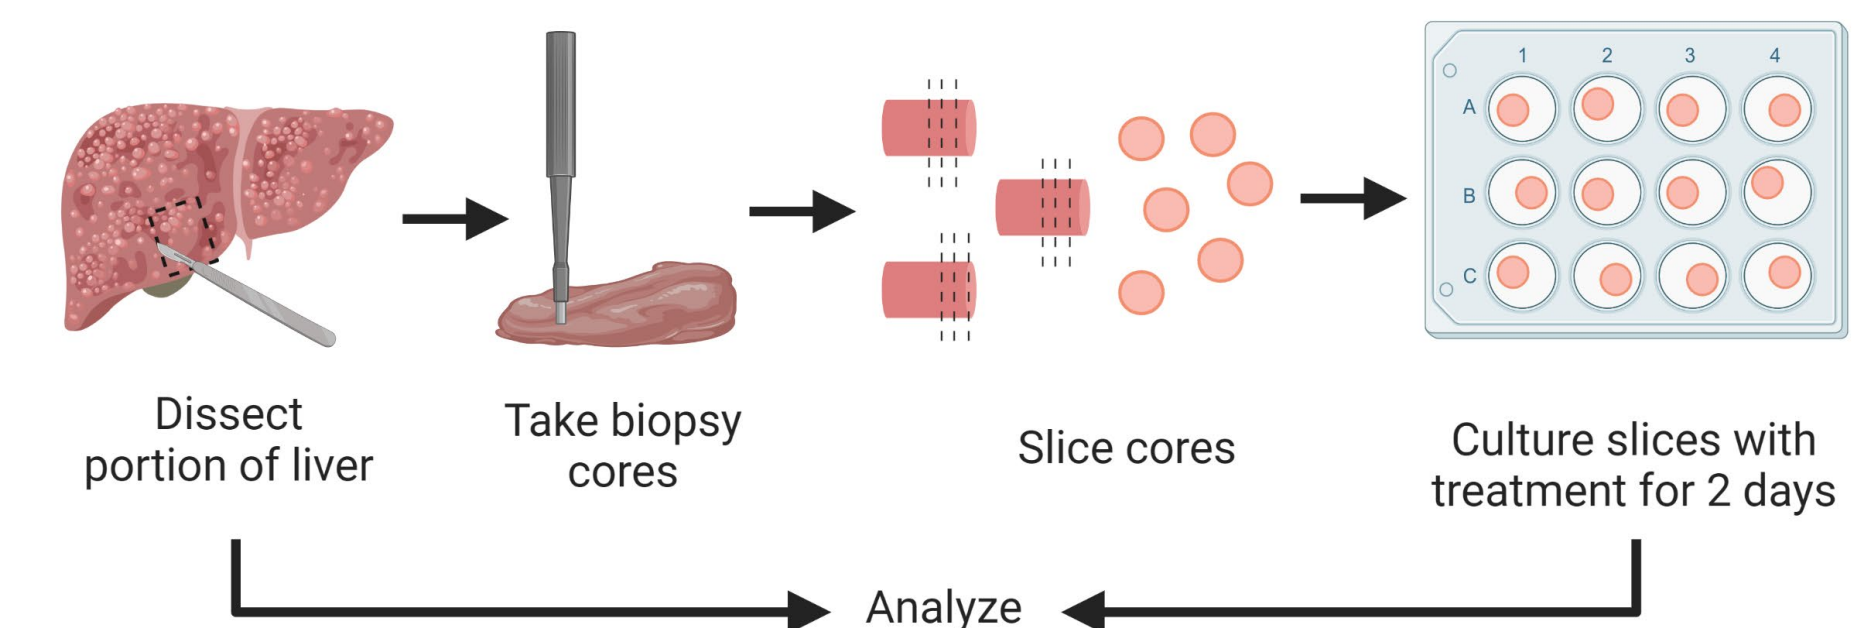 1 2 3 4
A
B
C
Dissect
portion of liver
Take biopsy
cores
Slice cores
Culture slices with
treatment for 2 days
Analyze